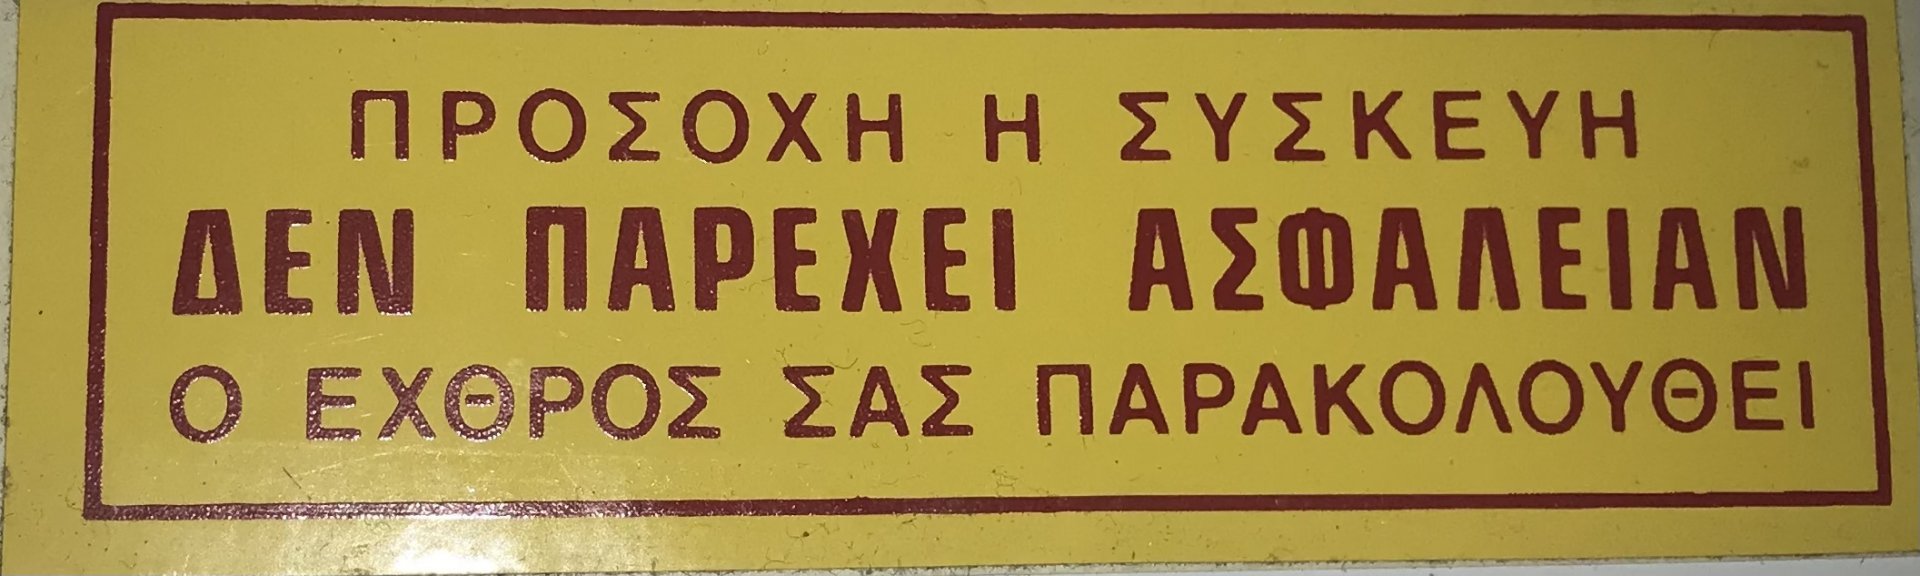 ΠΡΟΣΟΧΗ Η ΣΥΣΚΕΥΗ
ΔΕΝ ΠΑΡΕΧΕΙ ΑΣΦΑΛΕΙΑΝ
Ο ΕΧΘΡΟΣ ΣΑΣ ΠΑΡΑΚΟΛΟΥΘΕΙ